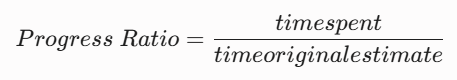 Progress Ratio = timespent / timeoriginalestimate